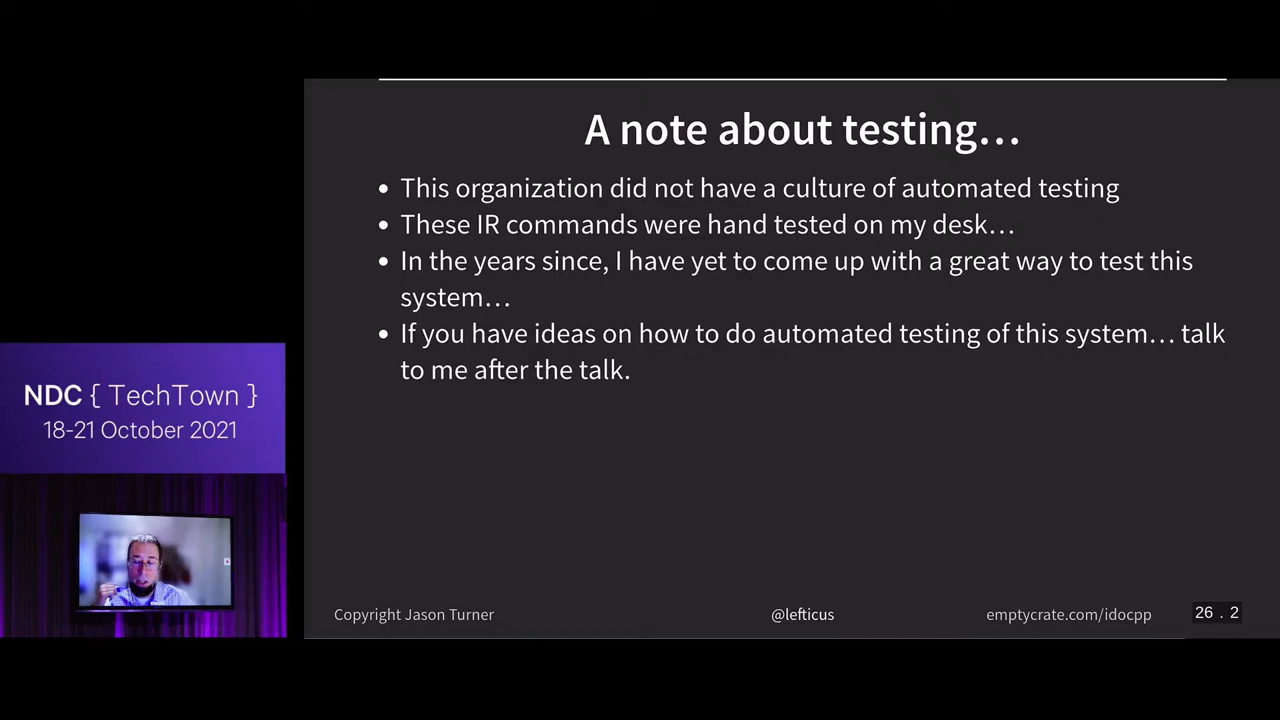 A note about testing…
• This organization did not have a culture of automated testing
• These IR commands were hand tested on my desk…
• In the years since, I have yet to come up with a great way to test this
system…
• If you have ideas on how to do automated testing of this system… talk
to me after the talk.
NDC { TechTown }
18-21 October 2021
Copyright Jason Turner
@lefticus
emptycrate.com/idocpp
26 . 2